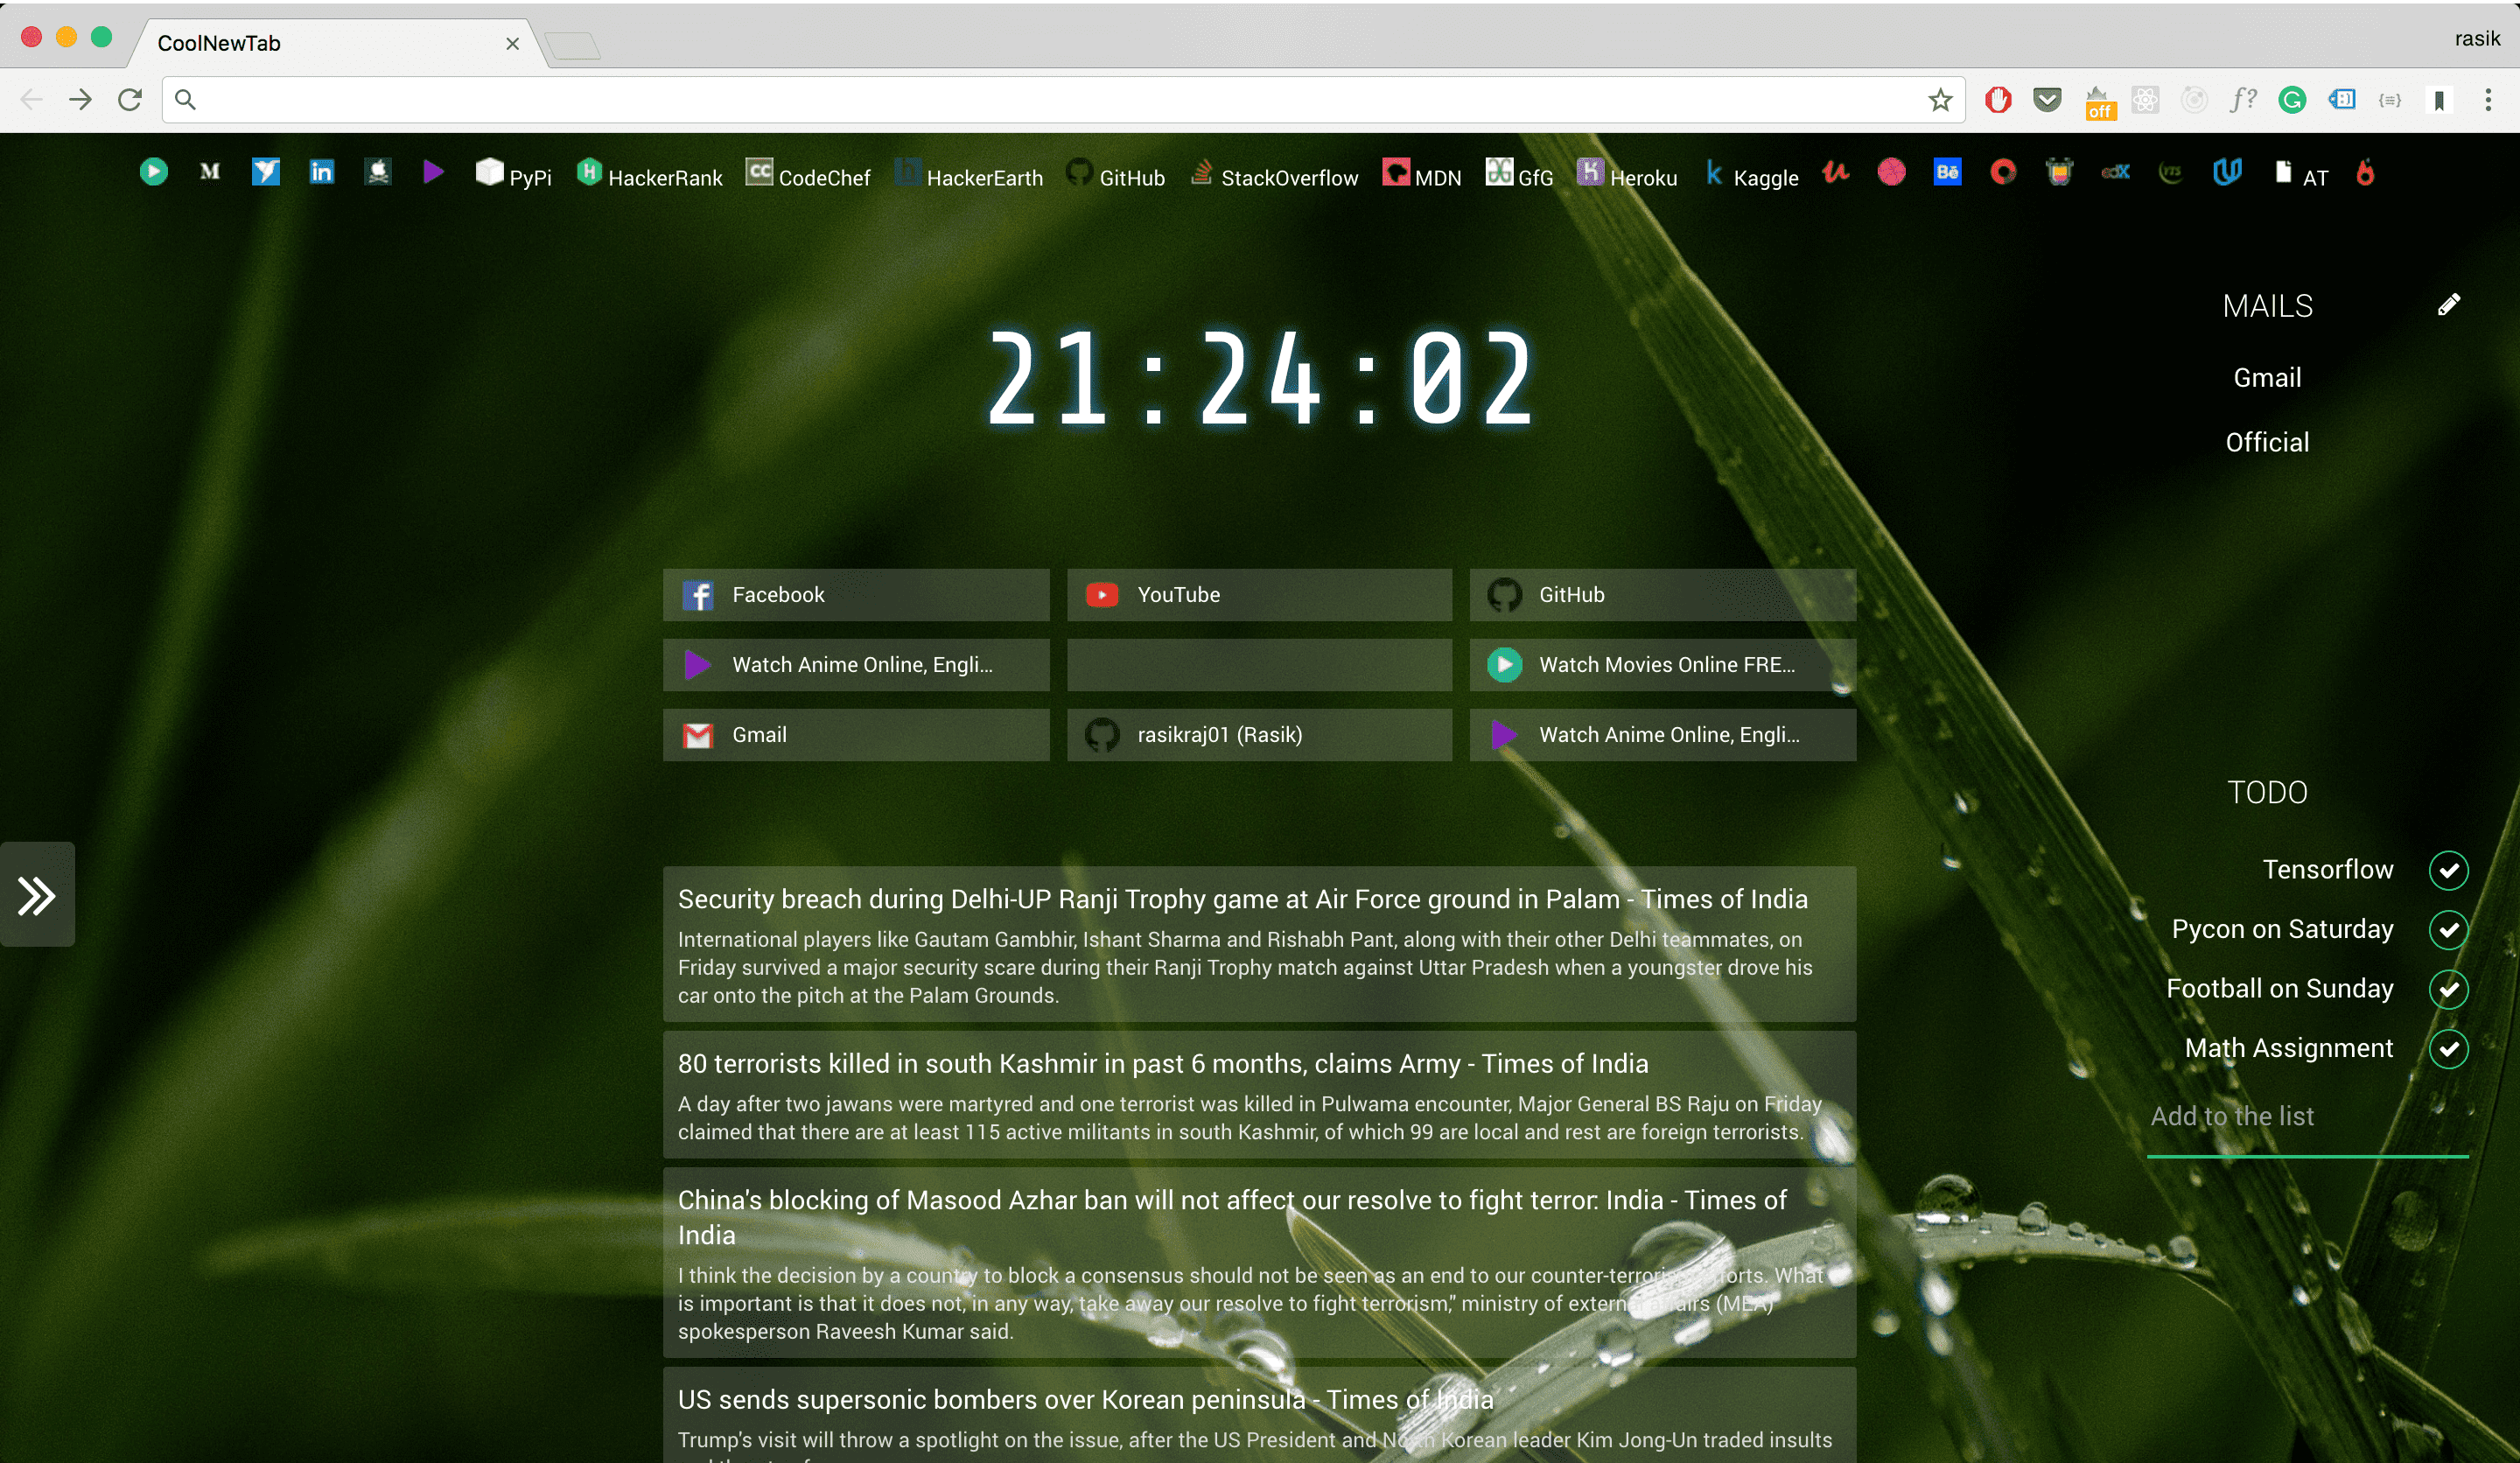 CoolNewTab
rasik
off
PyPi HackerRank CodeChef HackerEarth GitHub StackOverflow MDN GfG Heroku Kaggle AT
21:24:02
MAILS
Gmail
Official
Facebook YouTube GitHub
Watch Anime Online, Engli... Watch Movies Online FRE...
Gmail rasikraj01 (Rasik) Watch Anime Online, Engli...
TODO
Tensorflow
Pycon on Saturday
Football on Sunday
Math Assignment
Add to the list
Security breach during Delhi-UP Ranji Trophy game at Air Force ground in Palam - Times of India
International players like Gautam Gambhir, Ishant Sharma and Rishabh Pant, along with their other Delhi teammates, on
Friday survived a major security scare during their Ranji Trophy match against Uttar Pradesh when a youngster drove his
car onto the pitch at the Palam Grounds.
80 terrorists killed in south Kashmir in past 6 months, claims Army - Times of India
A day after two jawans were martyred and one terrorist was killed in Pulwama encounter, Major General BS Raju on Friday
claimed that there are at least 115 active militants in south Kashmir, of which 99 are local and rest are foreign terrorists.
China's blocking of Masood Azhar ban will not affect our resolve to fight terror: India - Times of
India
I think the decision by a country to block a consensus should not be seen as an end to our counter-terrorism efforts. What
is important is that it does not, in any way, take away our resolve to fight terrorism," ministry of external affairs (MEA)
spokesperson Raveesh Kumar said.
US sends supersonic bombers over Korean peninsula - Times of India
Trump's visit will throw a spotlight on the issue, after the US President and North Korean leader Kim Jong-Un traded insults